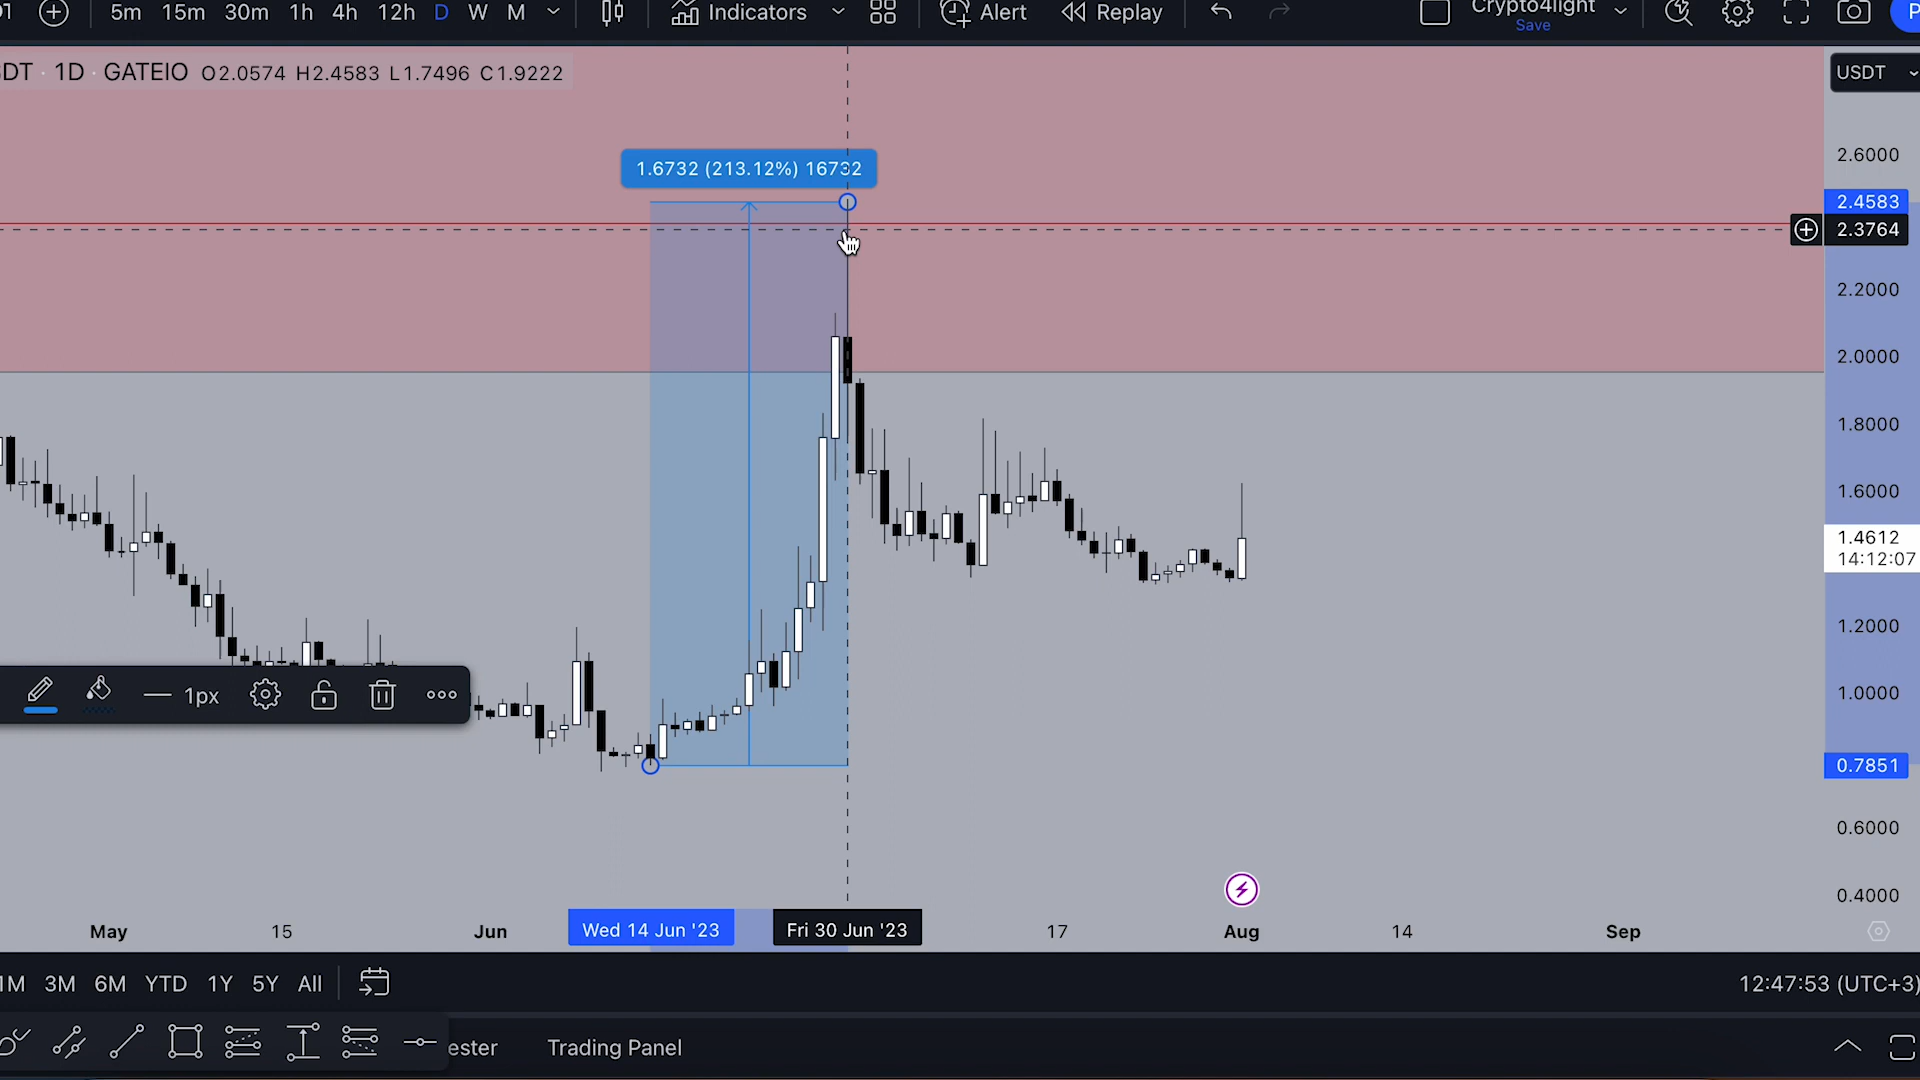 5m 15m 30m 1h 4h 12h D W M Indicators Alert Replay Crypto4light
Save
DT · 1D · GATEIO O2.0574 H2.4583 L1.7496 C1.9222
USDT
1.6732 (213.12%) 16732
2.6000
2.4583
2.3764
2.2000
2.0000
1.8000
1.6000
1.4612
14:12:07
1.2000
1.0000
0.7851
0.6000
0.4000
1px
May 15 Jun Wed 14 Jun '23 Fri 30 Jun '23 17 Aug 14 Sep
1M 3M 6M YTD 1Y 5Y All 12:47:53 (UTC+3)
ester Trading Panel